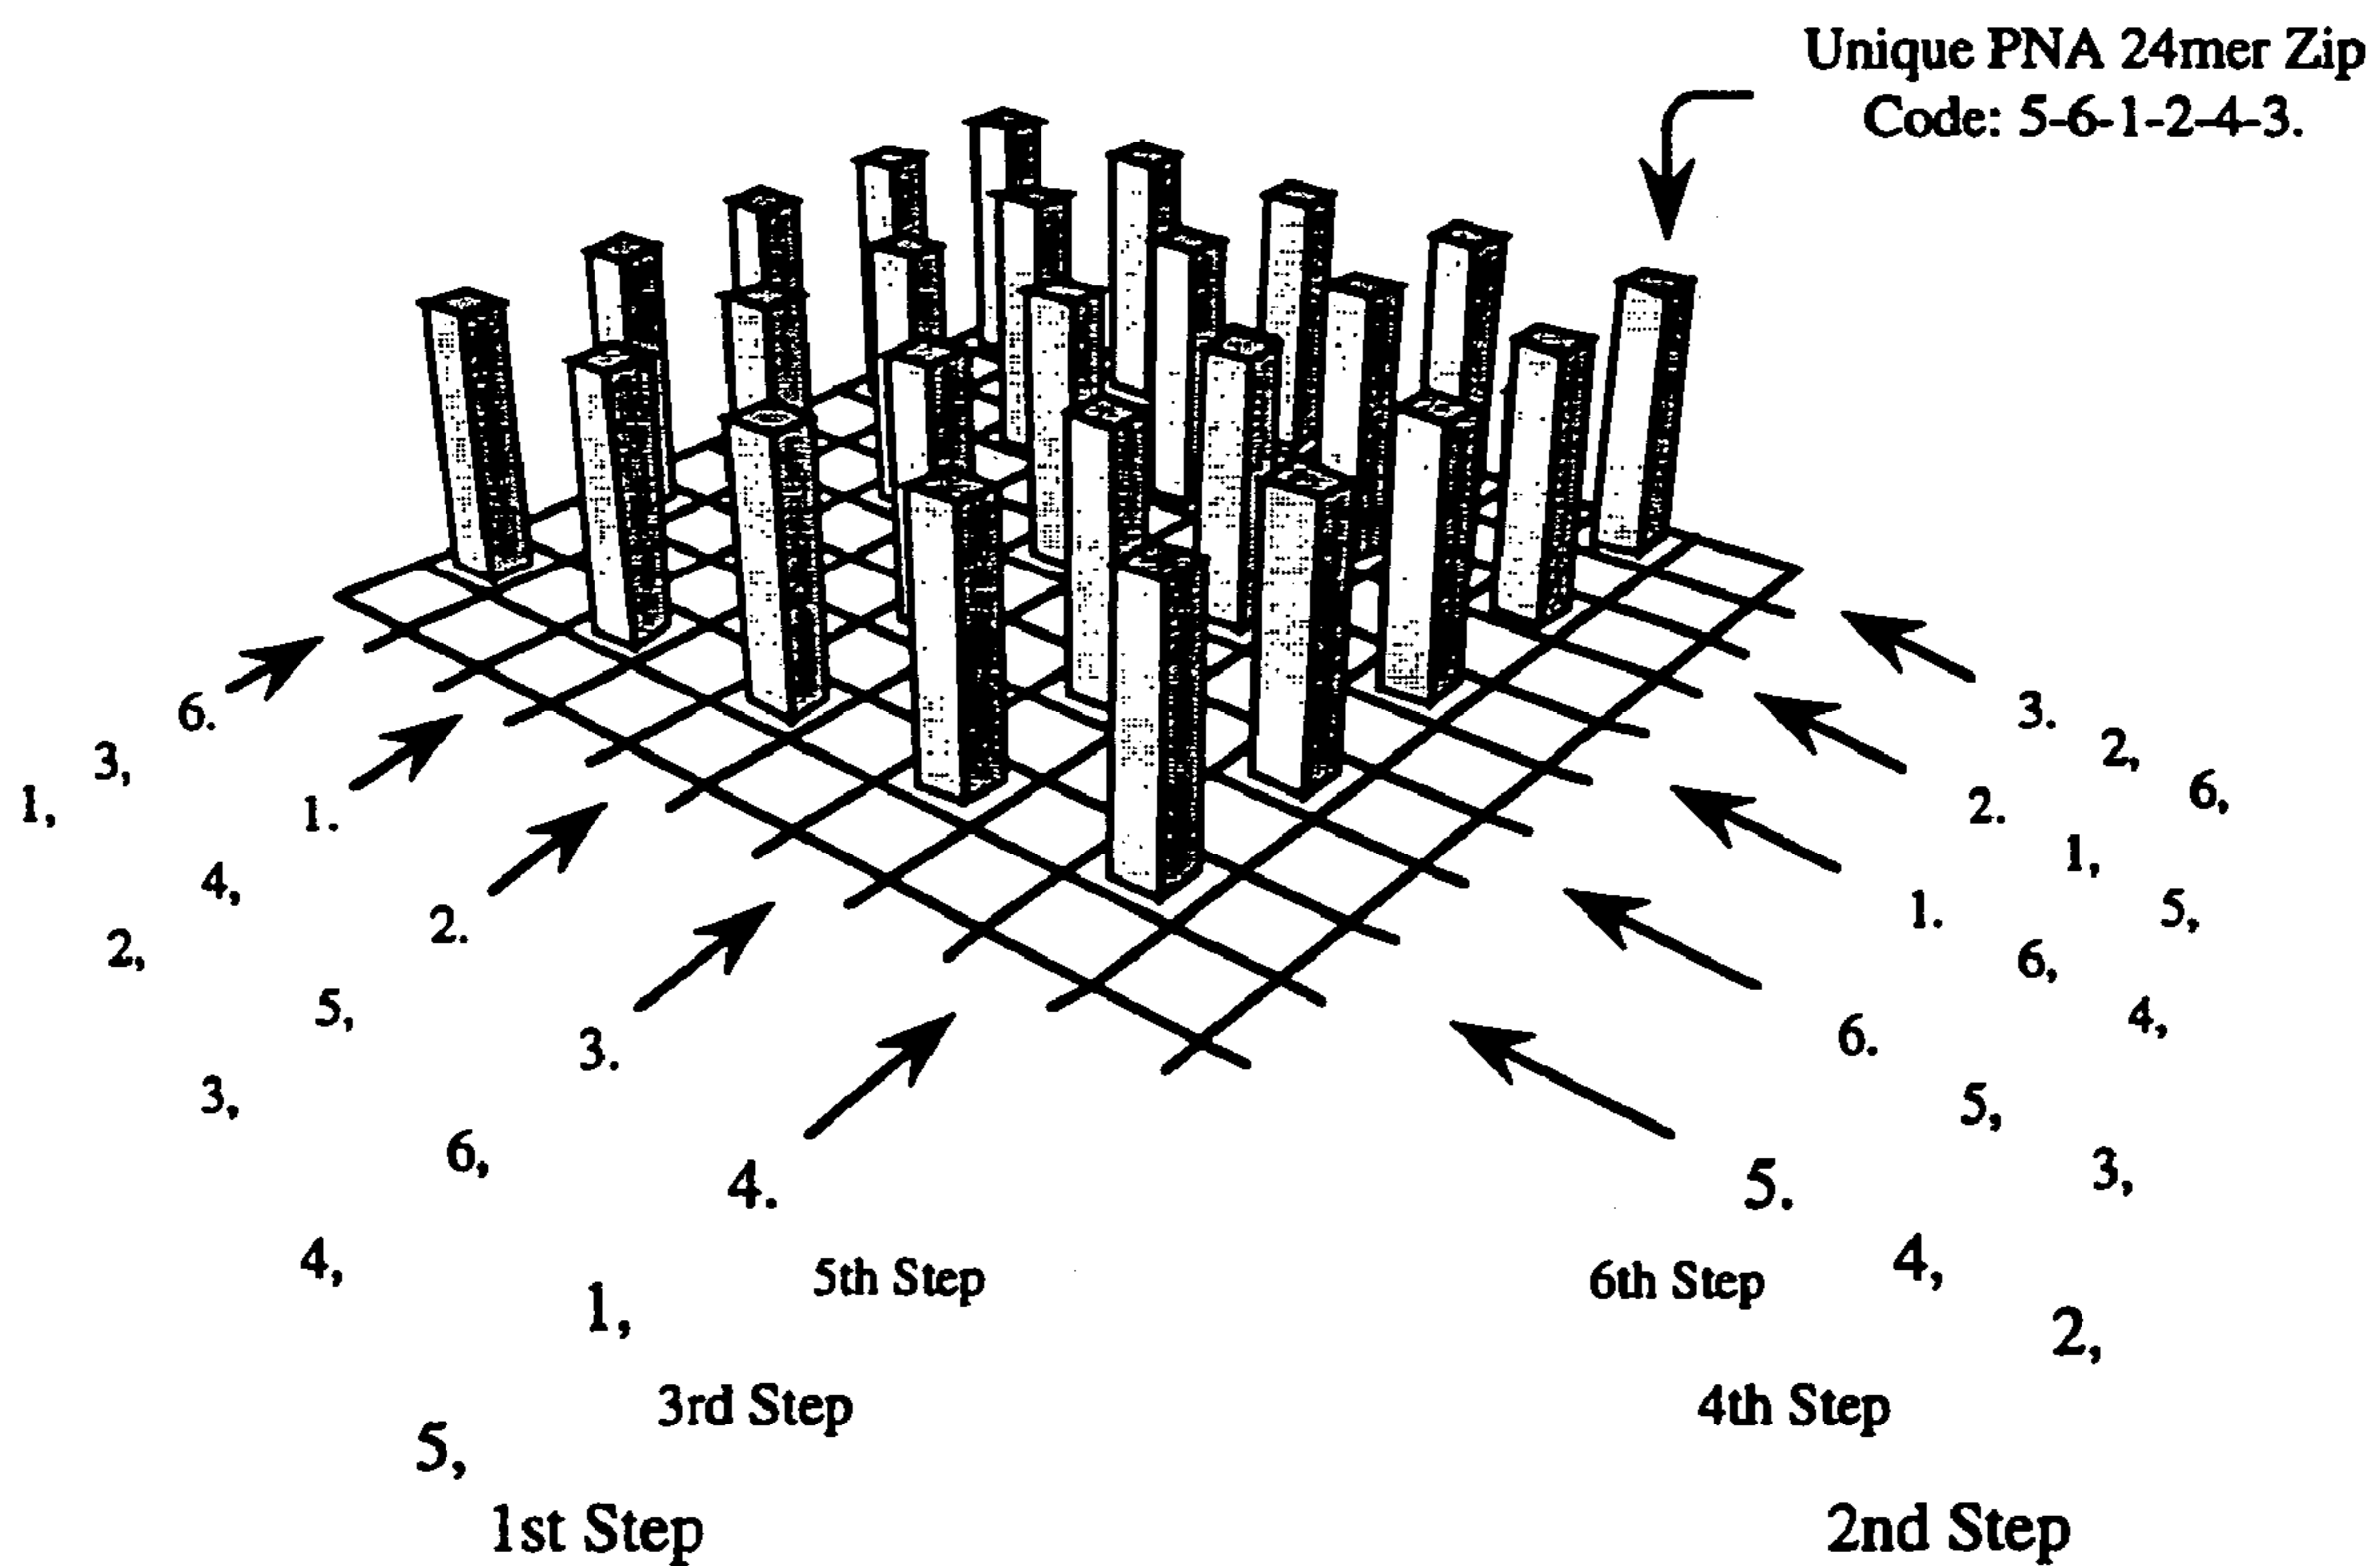 Unique PNA 24mer Zip
Code: 5-6-1-2-4-3.
1, 3, 6.
2, 4, 1.
3, 5, 2.
4, 6, 3.
5, 1, 4.
3. 2, 6,
2. 1, 5,
1. 6, 4,
6. 5, 3,
5. 4, 2,
5th Step
6th Step
3rd Step
4th Step
1st Step
2nd Step